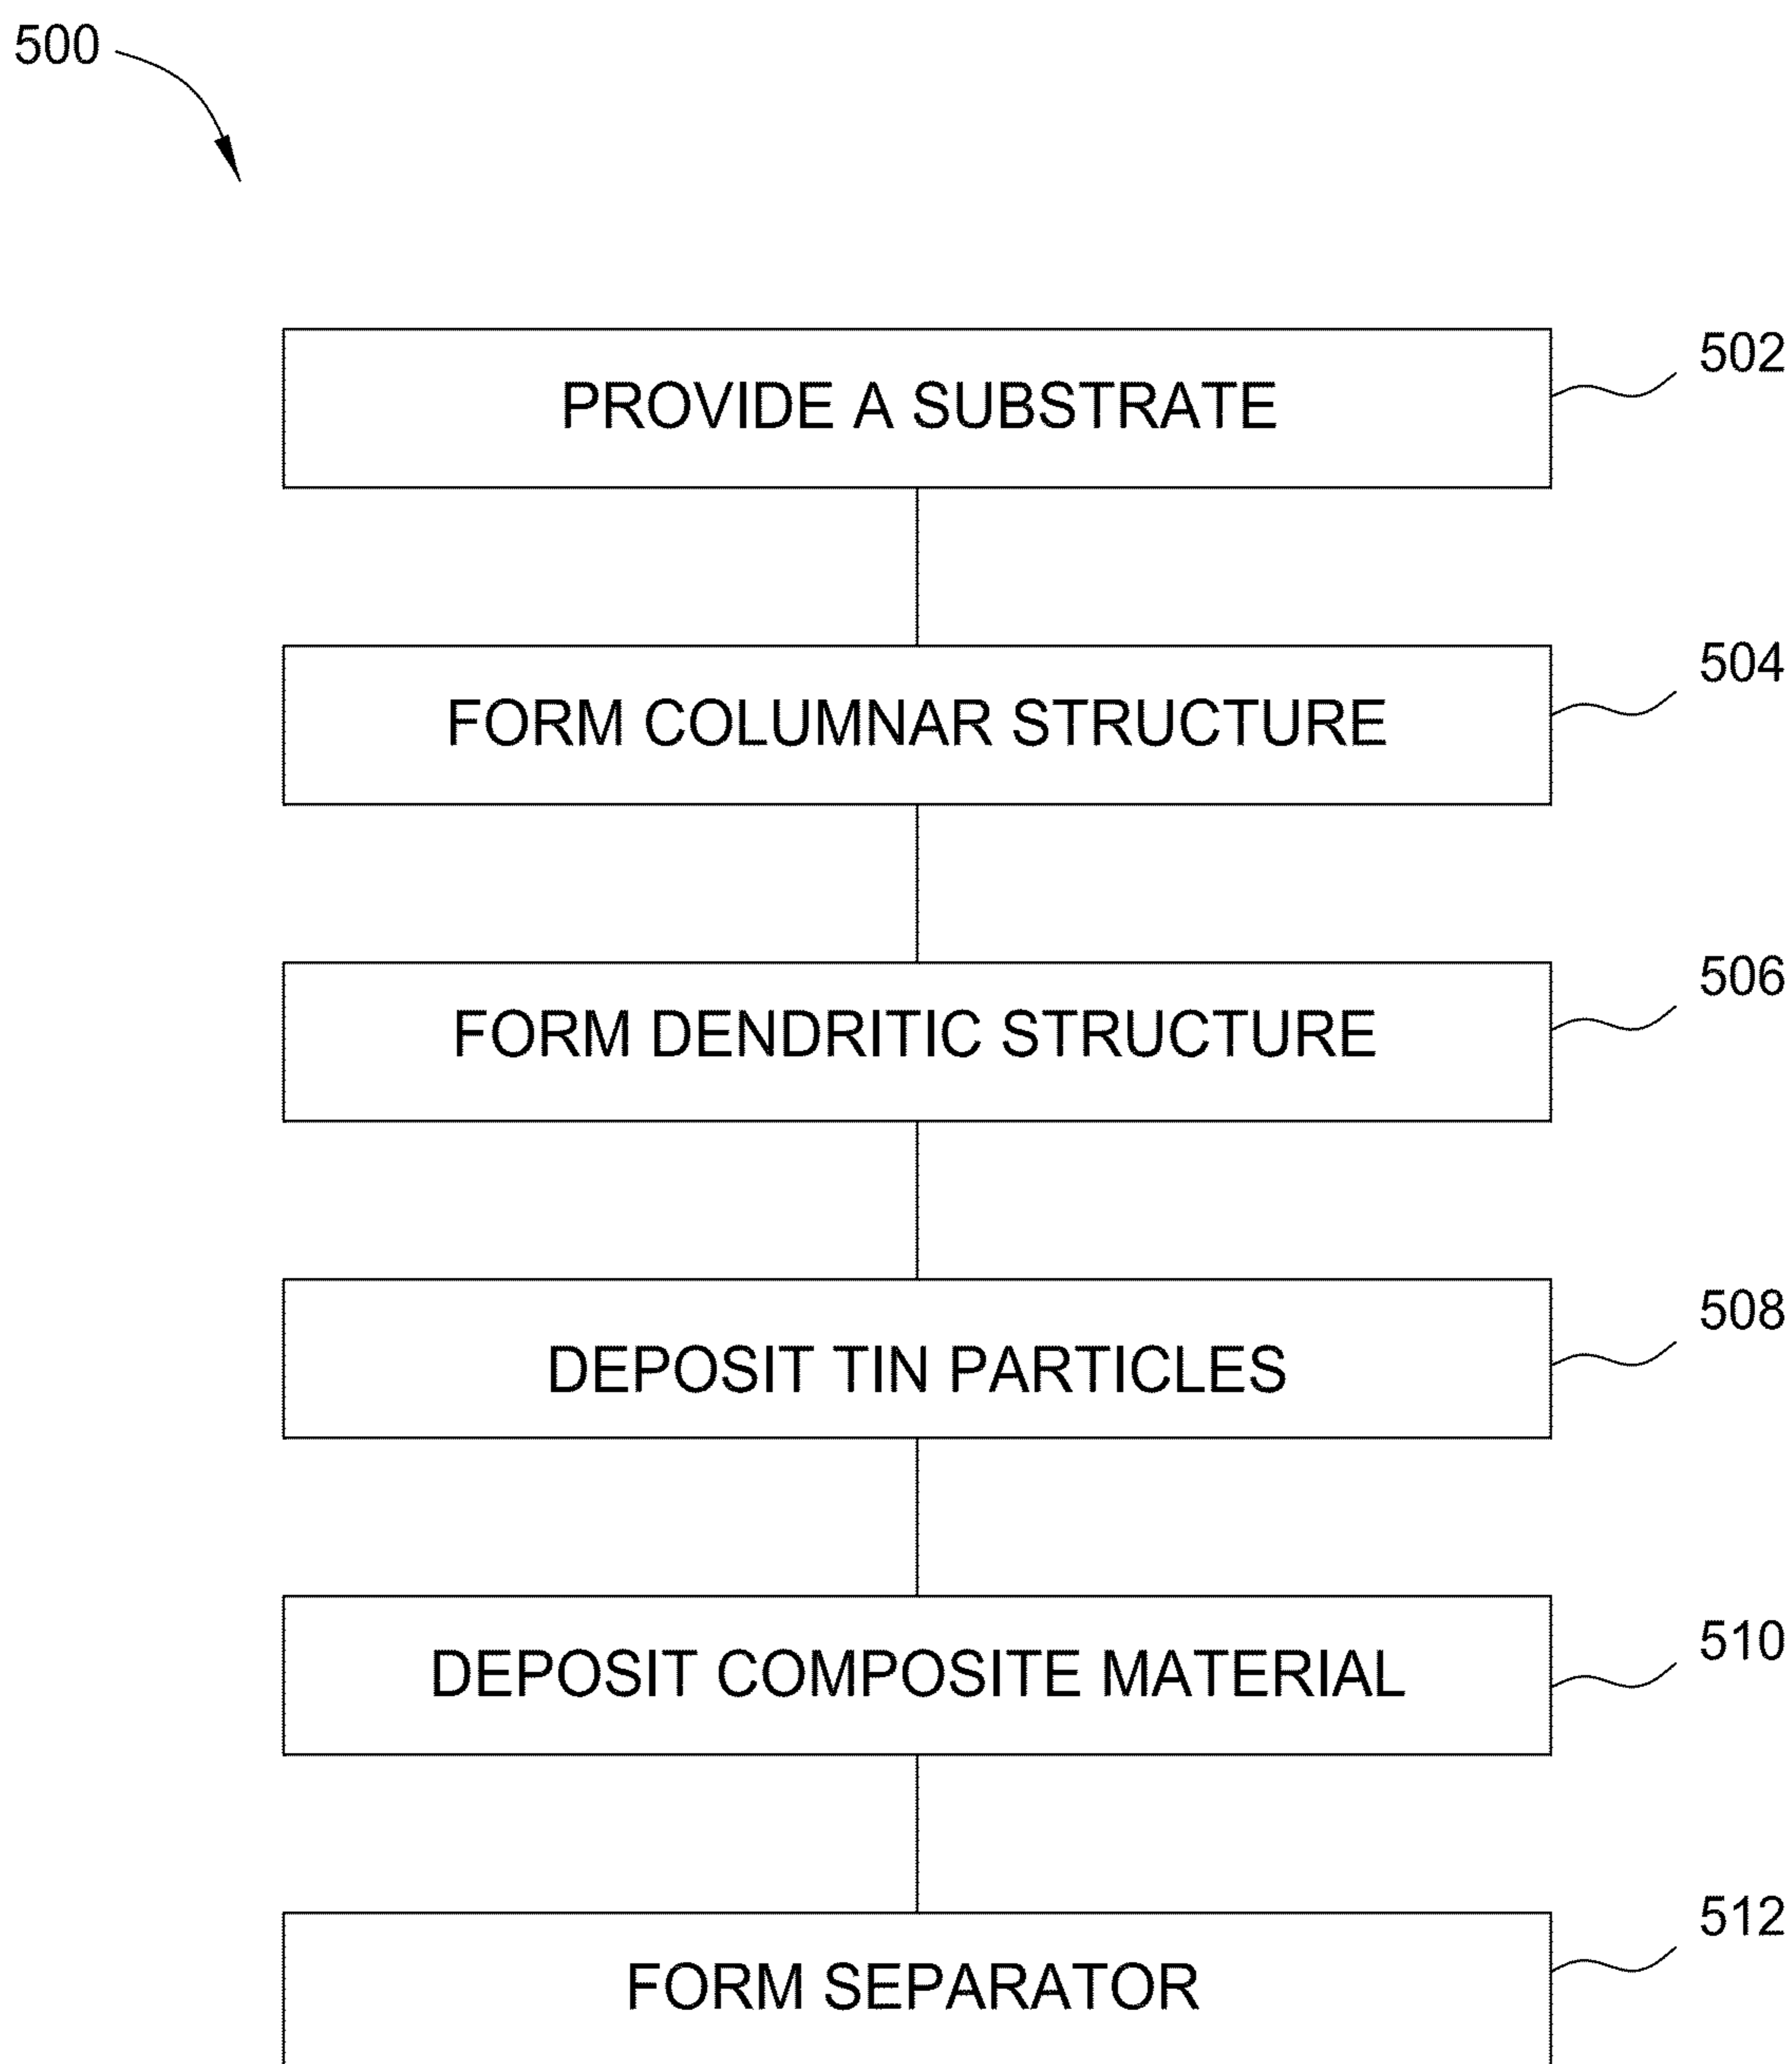 500
PROVIDE A SUBSTRATE
502
FORM COLUMNAR STRUCTURE
504
FORM DENDRITIC STRUCTURE
506
DEPOSIT TIN PARTICLES
508
DEPOSIT COMPOSITE MATERIAL
510
FORM SEPARATOR
512